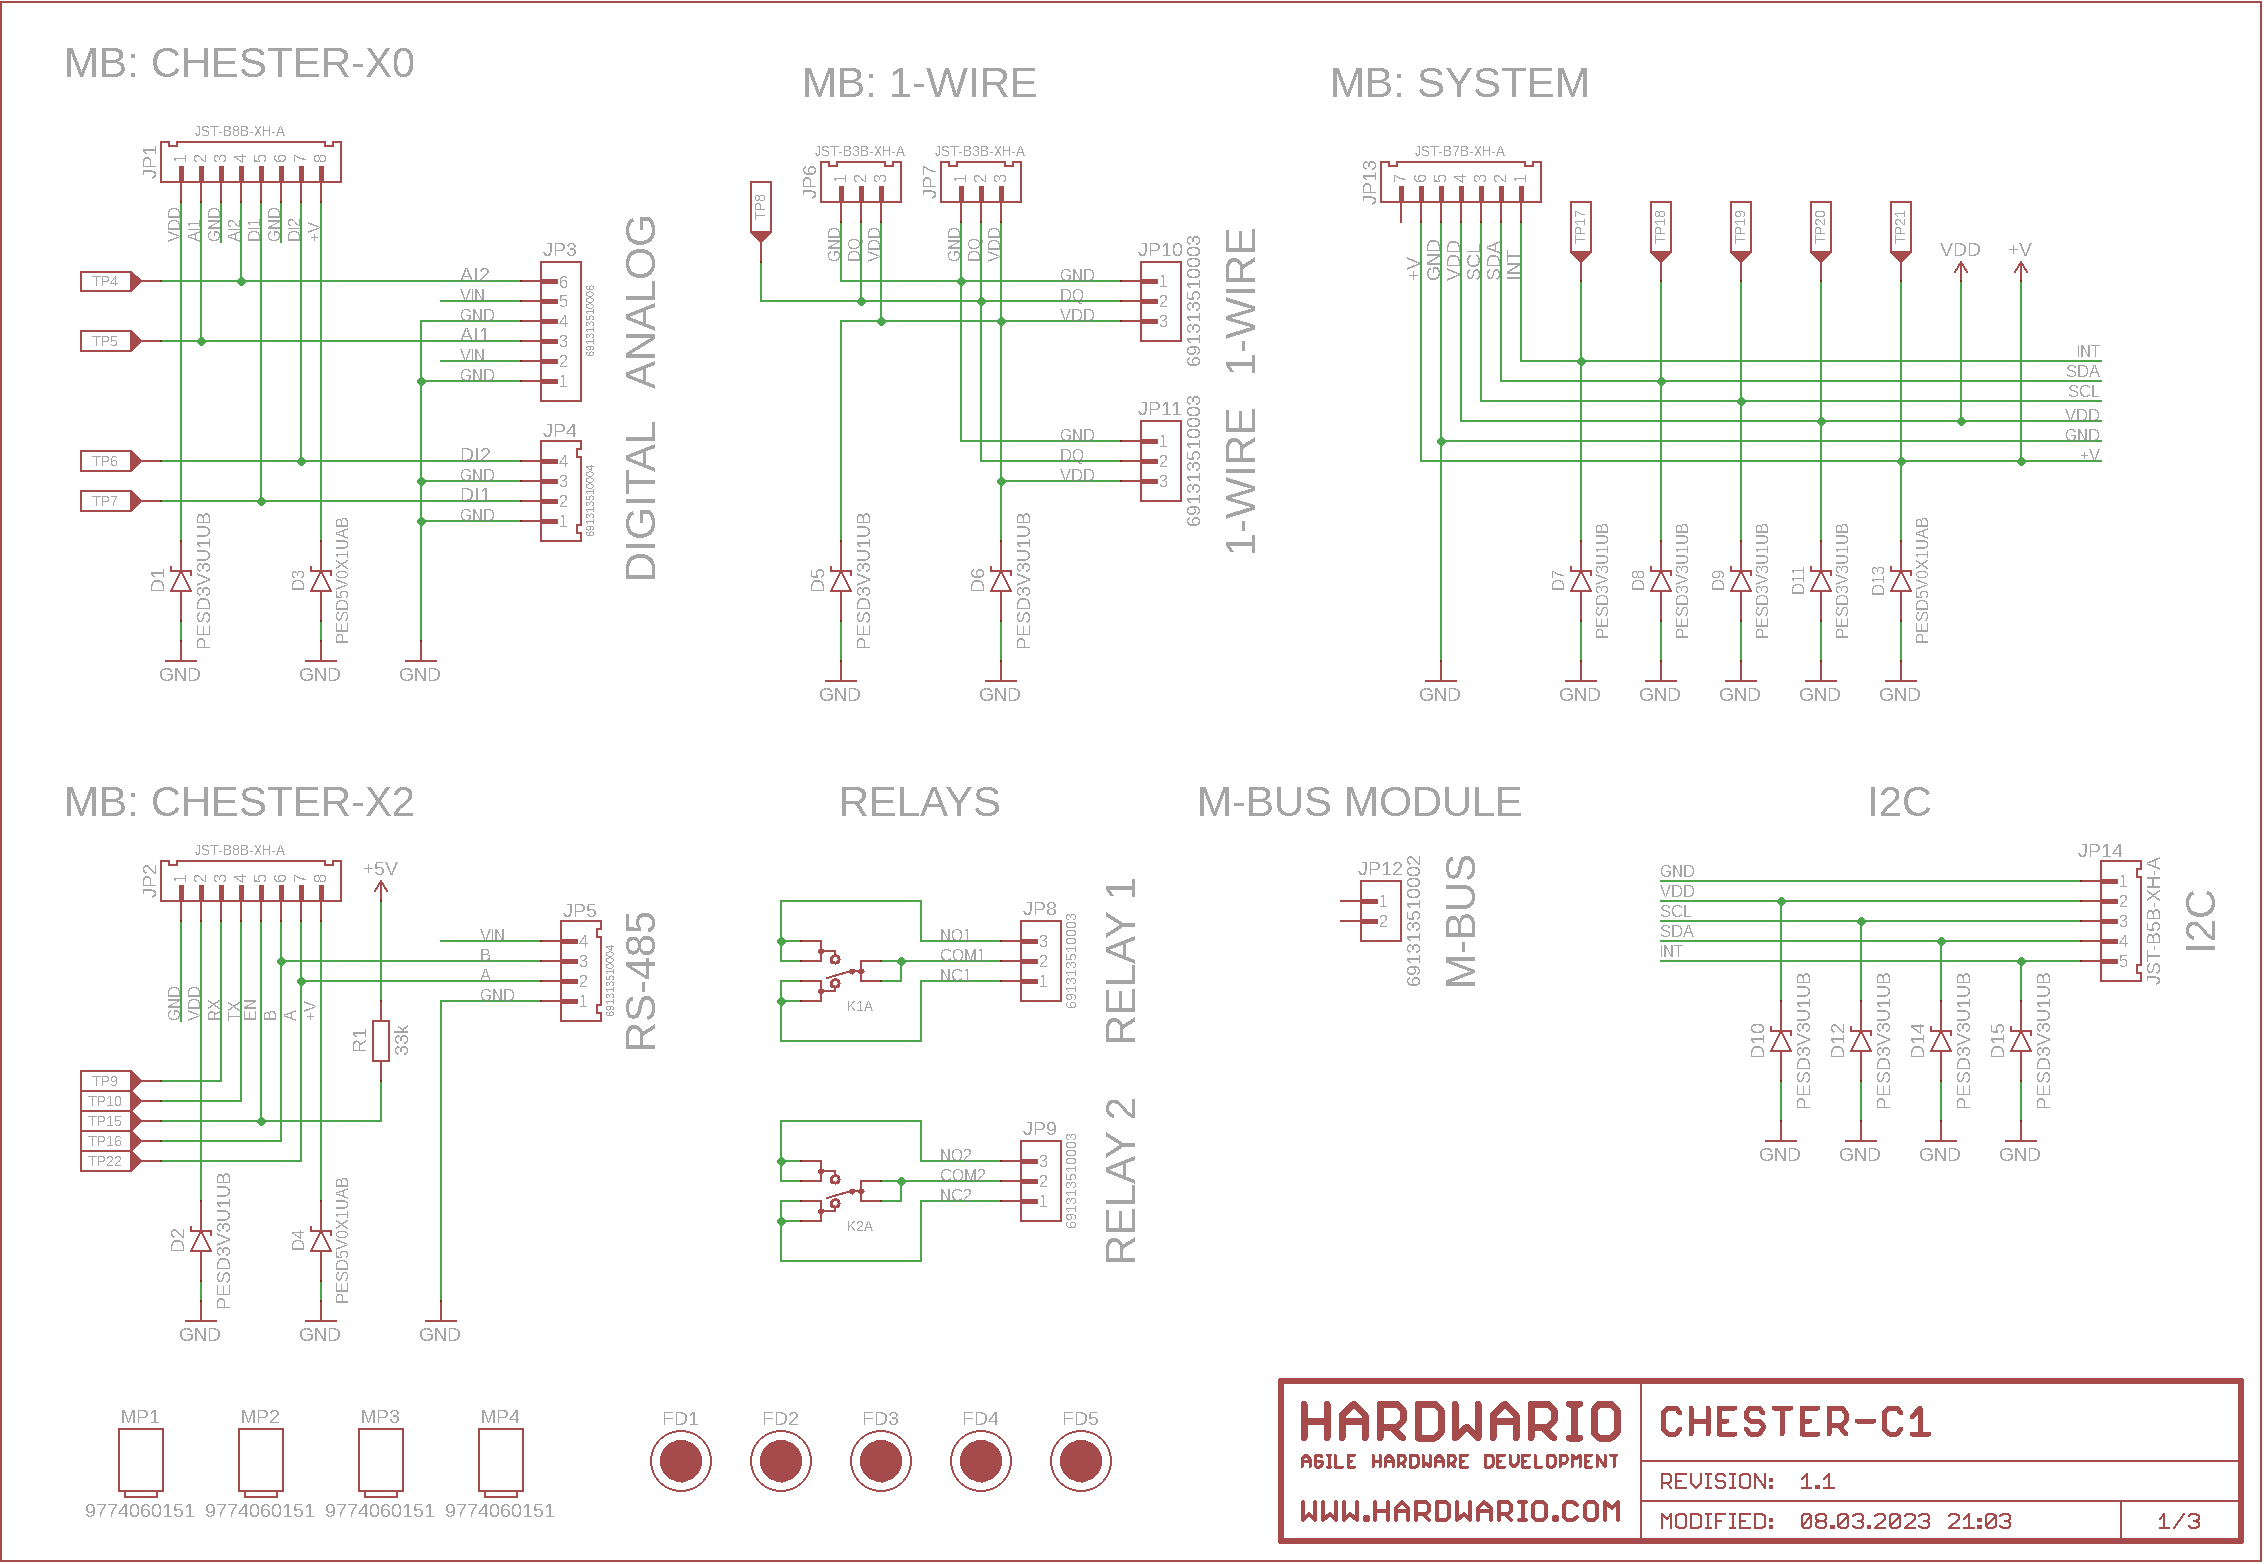 MB: CHESTER-X0
JST-B8B-XH-A
JP1
1 2 3 4 5 6 7 8
VDD AI1 GND AI2 DI1 GND DI2 +V
TP4
TP5
TP6
TP7
JP3
AI2 6
VIN 5
GND 4
AI1 3
VIN 2
GND 1
691313510006
ANALOG
JP4
DI2 4
GND 3
DI1 2
GND 1
691313510004
DIGITAL
D1
PESD3V3U1UB
D3
PESD5V0X1UAB
GND GND GND
MB: 1-WIRE
JST-B3B-XH-A JST-B3B-XH-A
TP8
JP6
1 2 3
JP7
1 2 3
GND DQ VDD
GND DQ VDD
JP10
GND 1
DQ 2
VDD 3
691313510003
1-WIRE
JP11
GND 1
DQ 2
VDD 3
691313510003
1-WIRE
D5
PESD3V3U1UB
D6
PESD3V3U1UB
GND GND
MB: SYSTEM
JST-B7B-XH-A
JP13
7 6 5 4 3 2 1
+V GND VDD SCL SDA INT
TP17 TP18 TP19 TP20 TP21
VDD +V
INT
SDA
SCL
VDD
GND
+V
D7
PESD3V3U1UB
D8
PESD3V3U1UB
D9
PESD3V3U1UB
D11
PESD3V3U1UB
D13
PESD5V0X1UAB
GND GND GND GND GND GND
MB: CHESTER-X2
JST-B8B-XH-A
JP2
1 2 3 4 5 6 7 8
GND VDD RX TX EN B A +V
+5V
R1
33k
JP5
VIN 4
B 3
A 2
GND 1
691313510004
RS-485
TP9
TP10
TP15
TP16
TP22
D2
PESD3V3U1UB
D4
PESD5V0X1UAB
GND GND GND
RELAYS
JP8
NO1 3
COM1 2
NC1 1
K1A
691313510003
RELAY 1
JP9
NO2 3
COM2 2
NC2 1
K2A
691313510003
RELAY 2
M-BUS MODULE
JP12
1
2
691313510002
M-BUS
I2C
JP14
GND 1
VDD 2
SCL 3
SDA 4
INT 5
JST-B5B-XH-A
I2C
D10
PESD3V3U1UB
D12
PESD3V3U1UB
D14
PESD3V3U1UB
D15
PESD3V3U1UB
GND GND GND GND
MP1 MP2 MP3 MP4
9774060151 9774060151 9774060151 9774060151
FD1 FD2 FD3 FD4 FD5
HARDWARIO
AGILE HARDWARE DEVELOPMENT
WWW.HARDWARIO.COM
CHESTER-C1
REVISION: 1.1
MODIFIED: 08.03.2023 21:03
1/3